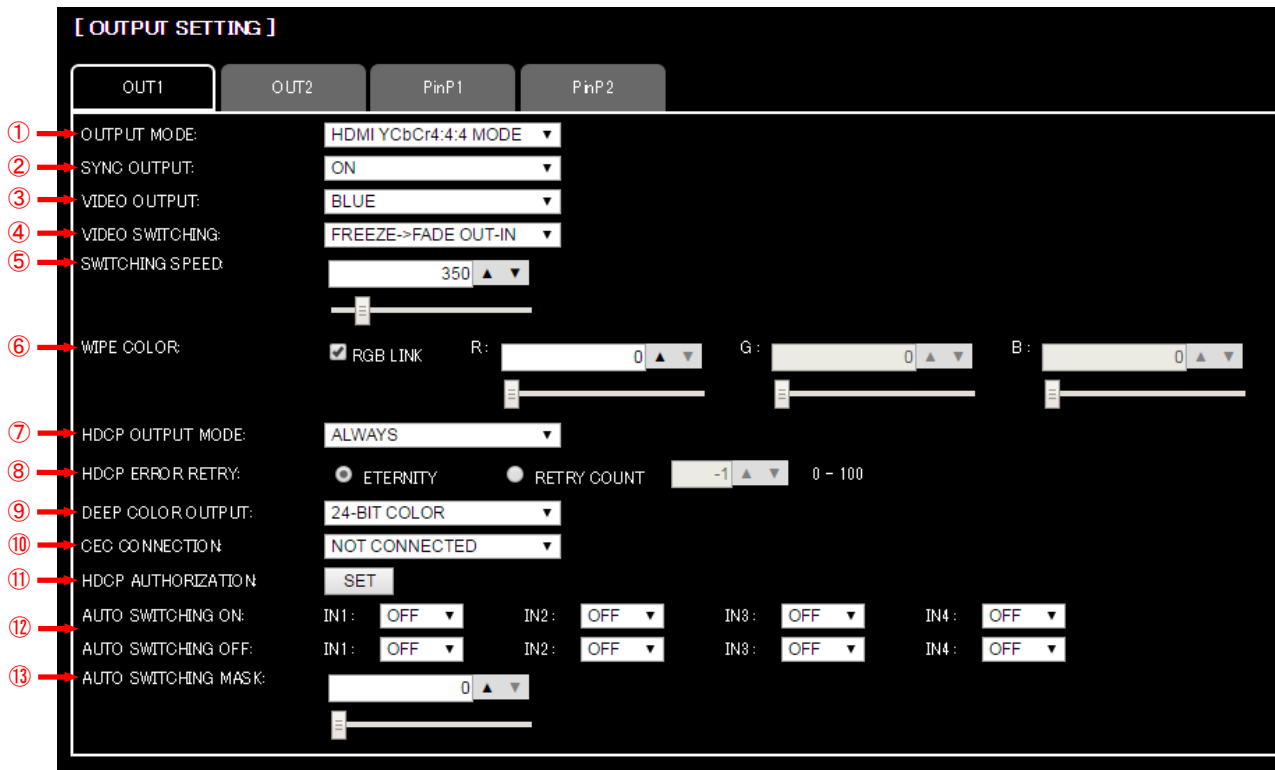 [ OUTPUT SETTING ]
OUT1 OUT2 PinP1 PinP2
① OUTPUT MODE: HDMI YCbCr4:4:4 MODE ▼
② SYNC OUTPUT: ON ▼
③ VIDEO OUTPUT: BLUE ▼
④ VIDEO SWITCHING: FREEZE->FADE OUT-IN ▼
⑤ SWITCHING SPEED: 350 ▲ ▼
⑥ WIPE COLOR: RGB LINK R: 0 ▲ ▼ G: 0 ▲ ▼ B: 0 ▲ ▼
⑦ HDCP OUTPUT MODE: ALWAYS ▼
⑧ HDCP ERROR RETRY: ETERNITY RETRY COUNT -1 ▲ ▼ 0 - 100
⑨ DEEP COLOR OUTPUT: 24-BIT COLOR ▼
⑩ CEC CONNECTION: NOT CONNECTED ▼
⑪ HDCP AUTHORIZATION: SET
⑫ AUTO SWITCHING ON: IN1: OFF ▼ IN2: OFF ▼ IN3: OFF ▼ IN4: OFF ▼
AUTO SWITCHING OFF: IN1: OFF ▼ IN2: OFF ▼ IN3: OFF ▼ IN4: OFF ▼
⑬ AUTO SWITCHING MASK: 0 ▲ ▼